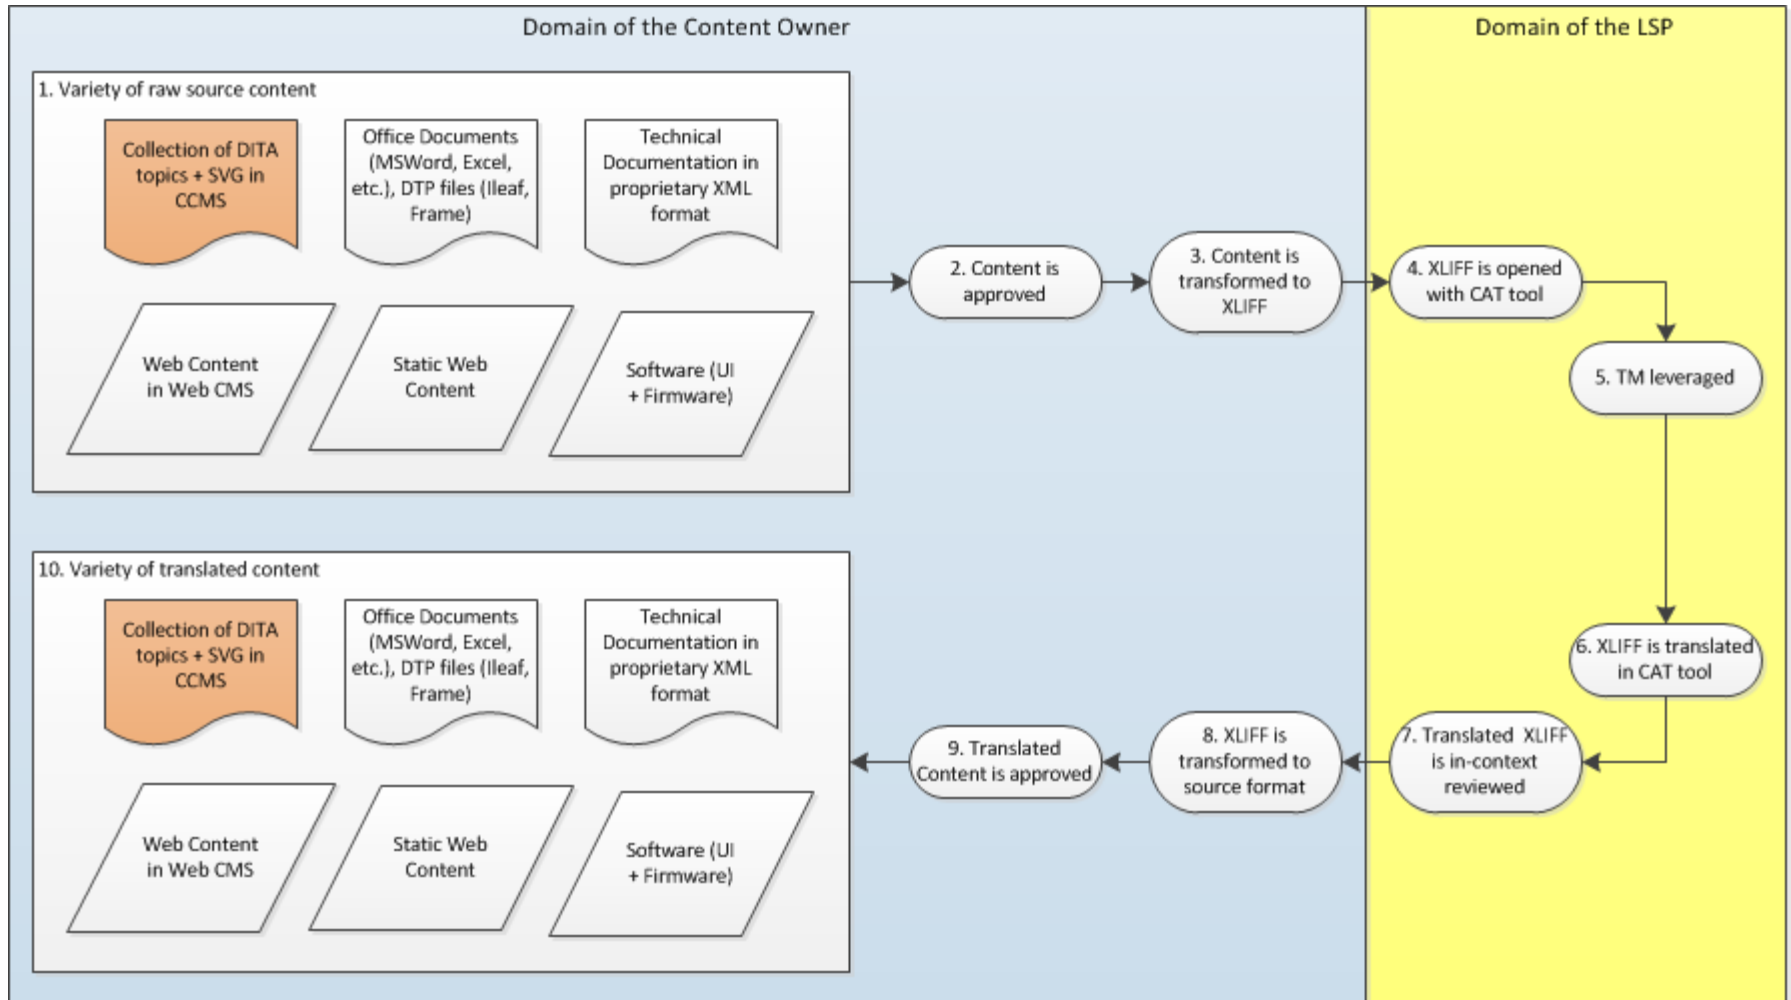 Domain of the Content Owner
Domain of the LSP
1. Variety of raw source content
Collection of DITA
topics + SVG in
CCMS
Office Documents
(MSWord, Excel,
etc.), DTP files (Ileaf,
Frame)
Technical
Documentation in
proprietary XML
format
Web Content
in Web CMS
Static Web
Content
Software (UI
+ Firmware)
2. Content is
approved
3. Content is
transformed to
XLIFF
4. XLIFF is opened
with CAT tool
5. TM leveraged
6. XLIFF is translated
in CAT tool
7. Translated XLIFF
is in-context
reviewed
8. XLIFF is
transformed to
source format
9. Translated
Content is approved
10. Variety of translated content
Collection of DITA
topics + SVG in
CCMS
Office Documents
(MSWord, Excel,
etc.), DTP files (Ileaf,
Frame)
Technical
Documentation in
proprietary XML
format
Web Content
in Web CMS
Static Web
Content
Software (UI
+ Firmware)